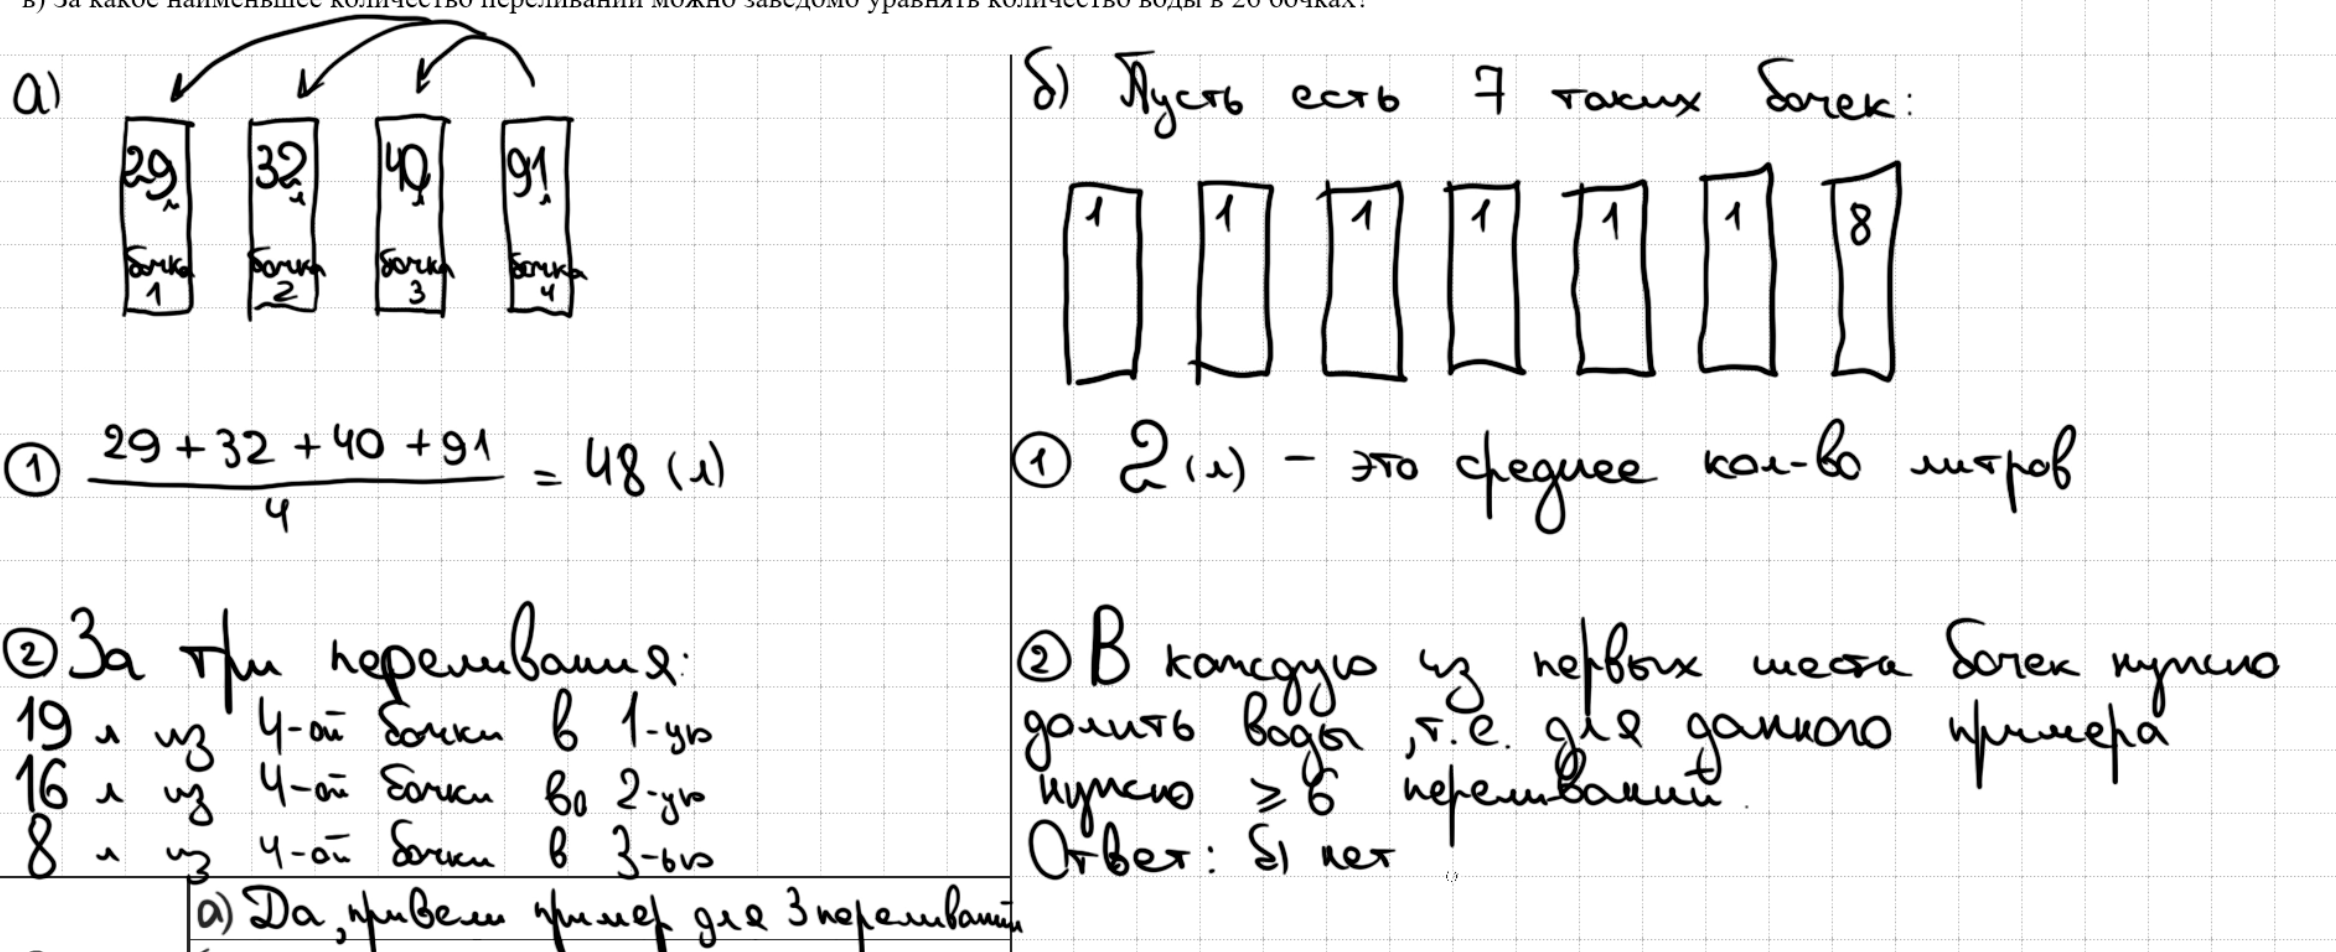 в) За какое наименьшее количество переливаний можно заведомо уравнять количество воды в 26 бочках?
а)
29 л 32 л 40 л 91 л
бочка 1 бочка 2 бочка 3 бочка 4
① 29 + 32 + 40 + 91 / 4 = 48 (л)
② За три переливания:
19 л из 4-ой бочки в 1-ую
16 л из 4-ой бочки во 2-ую
8 л из 4-ой бочки в 3-ью
а) Да, привели пример для 3 переливаний
б) Пусть есть 7 таких бочек:
1 1 1 1 1 1 8
① 2 (л) - это среднее кол-во литров
② В каждую из первых шести бочек нужно
долить воды, т.е. для данного примера
нужно ⩾ 6 переливаний.
Ответ: б) нет